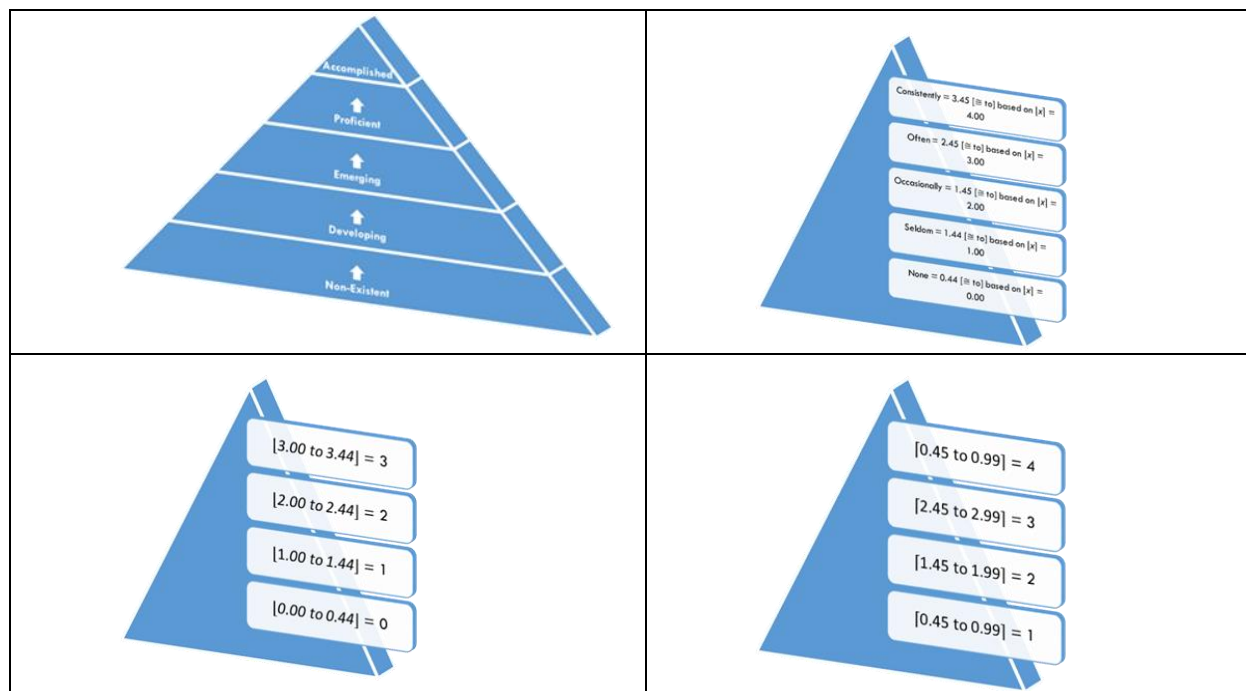 Accomplished
Proficient
Emerging
Developing
Non-Existent
Consistently = 3.45 [≅ to] based on |x| =
4.00
Often = 2.45 [≅ to] based on |x| =
3.00
Occasionally = 1.45 [≅ to] based on |x| =
2.00
Seldom = 1.44 [≅ to] based on |x| =
1.00
None = 0.44 [≅ to] based on |x| =
0.00
⌊3.00 to 3.44⌋ = 3
⌊2.00 to 2.44⌋ = 2
⌊1.00 to 1.44⌋ = 1
⌊0.00 to 0.44⌋ = 0
⌈0.45 to 0.99⌉ = 4
⌈2.45 to 2.99⌉ = 3
⌈1.45 to 1.99⌉ = 2
⌈0.45 to 0.99⌉ = 1